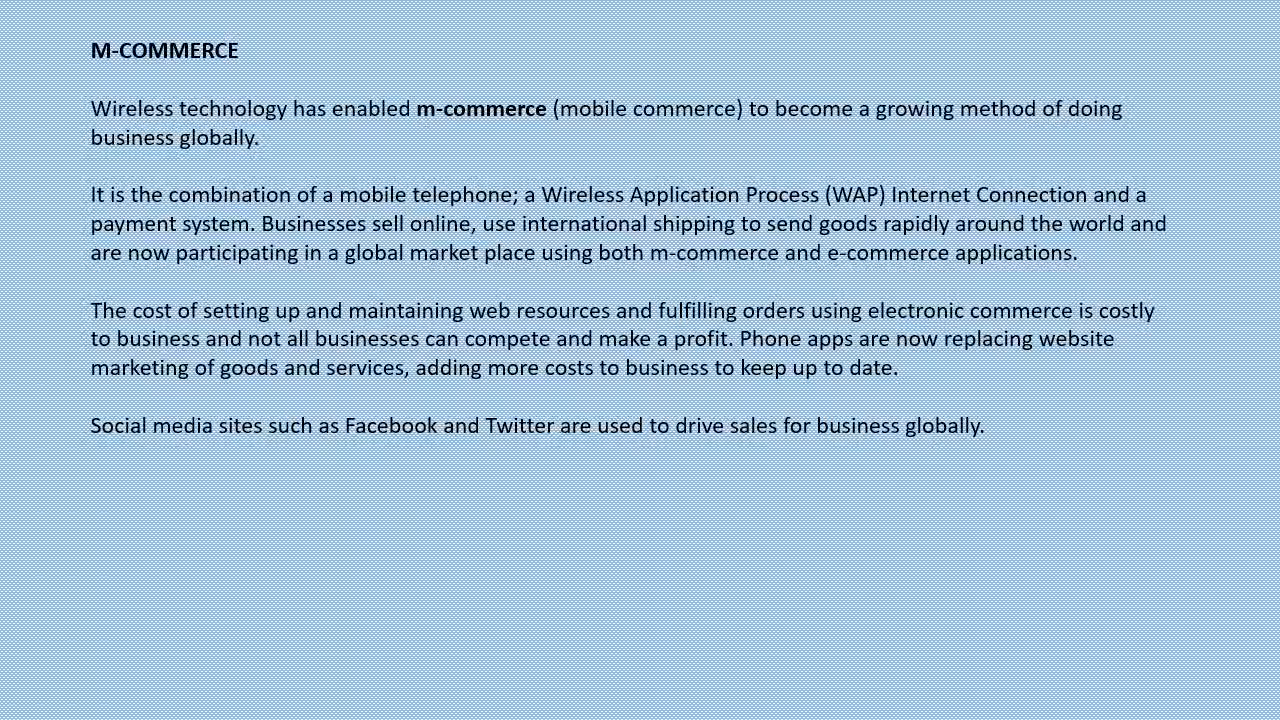 M-COMMERCE
Wireless technology has enabled m-commerce (mobile commerce) to become a growing method of doing
business globally.
It is the combination of a mobile telephone; a Wireless Application Process (WAP) Internet Connection and a
payment system. Businesses sell online, use international shipping to send goods rapidly around the world and
are now participating in a global market place using both m-commerce and e-commerce applications.
The cost of setting up and maintaining web resources and fulfilling orders using electronic commerce is costly
to business and not all businesses can compete and make a profit. Phone apps are now replacing website
marketing of goods and services, adding more costs to business to keep up to date.
Social media sites such as Facebook and Twitter are used to drive sales for business globally.